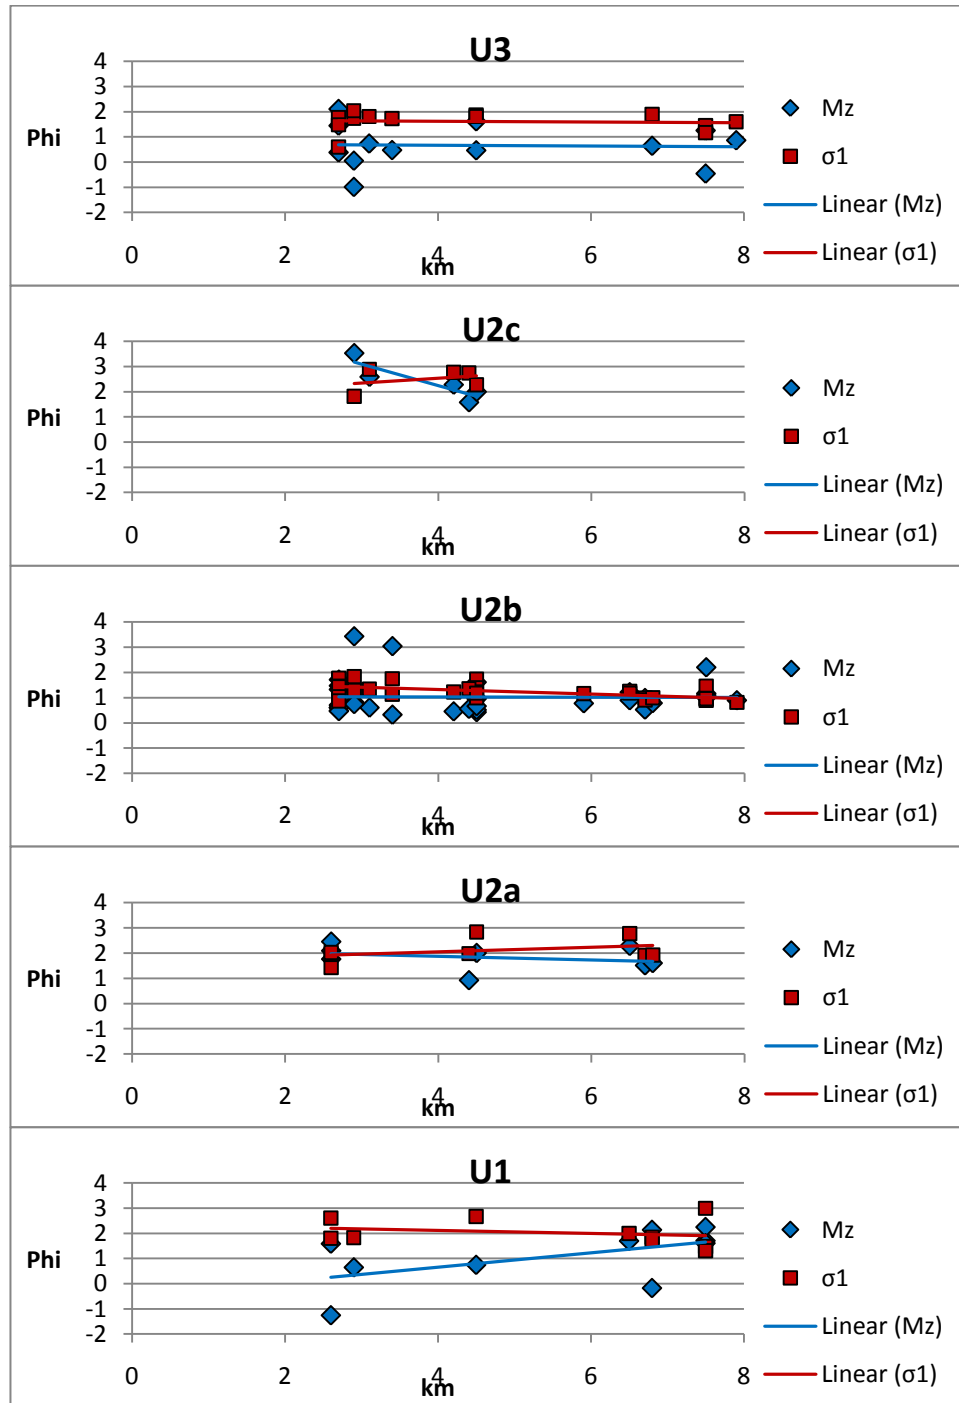 U3
4
3
2
1
0
-1
-2
Phi
0 2 4 6 8
km
Mz
σ1
Linear (Mz)
Linear (σ1)
U2c
4
3
2
1
0
-1
-2
Phi
0 2 4 6 8
km
Mz
σ1
Linear (Mz)
Linear (σ1)
U2b
4
3
2
1
0
-1
-2
Phi
0 2 4 6 8
km
Mz
σ1
Linear (Mz)
Linear (σ1)
U2a
4
3
2
1
0
-1
-2
Phi
0 2 4 6 8
km
Mz
σ1
Linear (Mz)
Linear (σ1)
U1
4
3
2
1
0
-1
-2
Phi
0 2 4 6 8
km
Mz
σ1
Linear (Mz)
Linear (σ1)